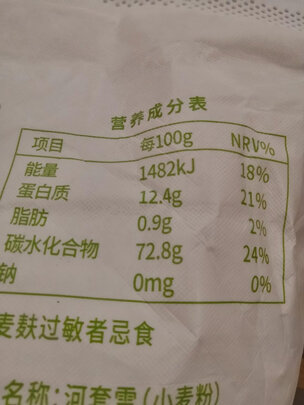 营养成分表
项目 每100g NRV%
能量 1482kJ 18%
蛋白质 12.4g 21%
脂肪 0.9g 2%
碳水化合物 72.8g 24%
钠 0mg 0%
麦麸过敏者忌食
名称：河套雪（小麦粉）